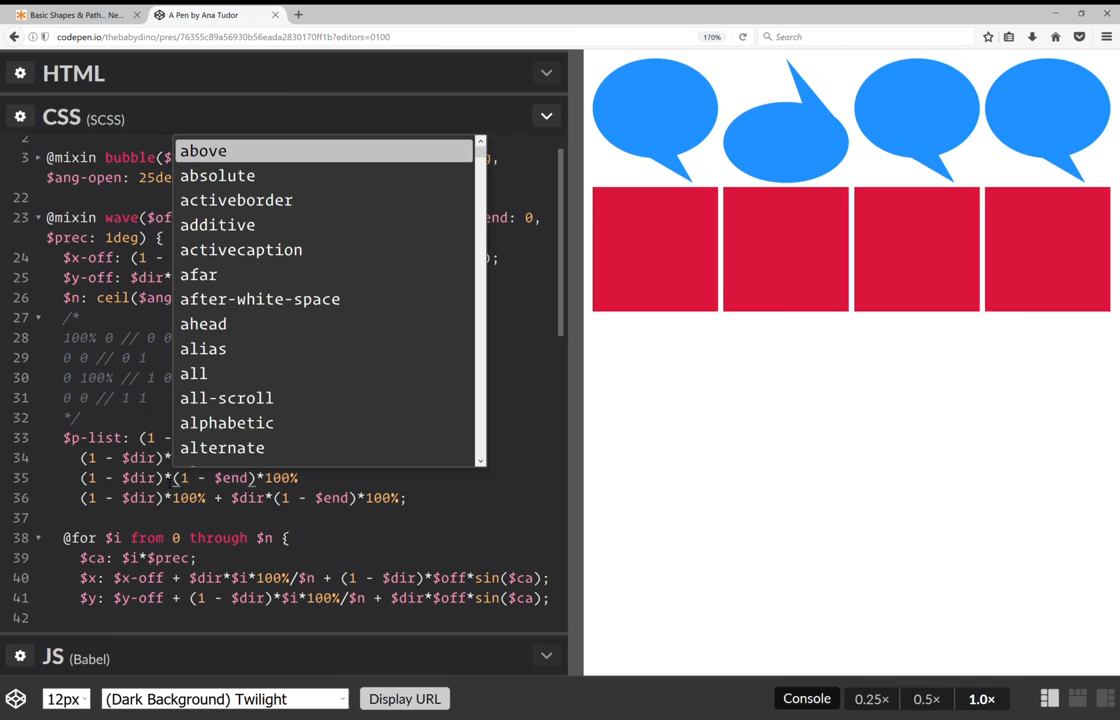 Basic Shapes & Path... Ne...
A Pen by Ana Tudor
codepen.io/thebabydino/pres/76355c89a56930b56eada2830170ff1b?editors=0100
170%
Search
HTML
CSS (SCSS)
2
3 @mixin bubble($
$ang-open: 25de
22
23 @mixin wave($of end: 0,
$prec: 1deg) {
24 $x-off: (1 - );
25 $y-off: $dir*
26 $n: ceil($ang
27 /*
28 100% 0 // 0 0
29 0 0 // 0 1
30 0 100% // 1 0
31 0 0 // 1 1
32 */
33 $p-list: (1 -
34 (1 - $dir)*
35 (1 - $dir)*(1 - $end)*100%
36 (1 - $dir)*100% + $dir*(1 - $end)*100%;
37
38 @for $i from 0 through $n {
39 $ca: $i*$prec;
40 $x: $x-off + $dir*$i*100%/$n + (1 - $dir)*$off*sin($ca);
41 $y: $y-off + (1 - $dir)*$i*100%/$n + $dir*$off*sin($ca);
42
above
absolute
activeborder
additive
activecaption
afar
after-white-space
ahead
alias
all
all-scroll
alphabetic
alternate
JS (Babel)
12px
(Dark Background) Twilight
Display URL
Console
0.25x
0.5x
1.0x